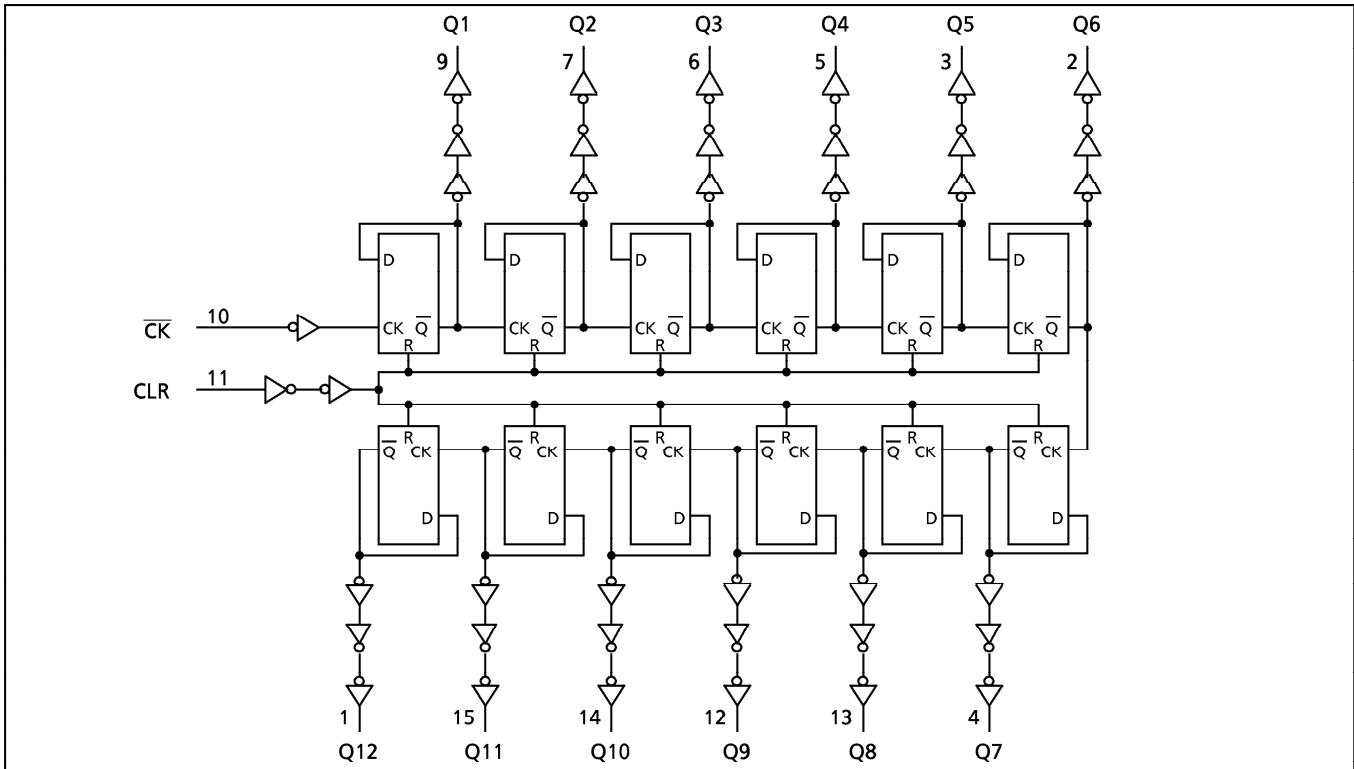 Q1 Q2 Q3 Q4 Q5 Q6
9 7 6 5 3 2
D D D D D D
C̅K̅ 10 CK Q̅ CK Q̅ CK Q̅ CK Q̅ CK Q̅ CK Q̅
R R R R R R
CLR 11
R R R R R R
Q̅ CK Q̅ CK Q̅ CK Q̅ CK Q̅ CK Q̅ CK
D D D D D D
1 15 14 12 13 4
Q12 Q11 Q10 Q9 Q8 Q7